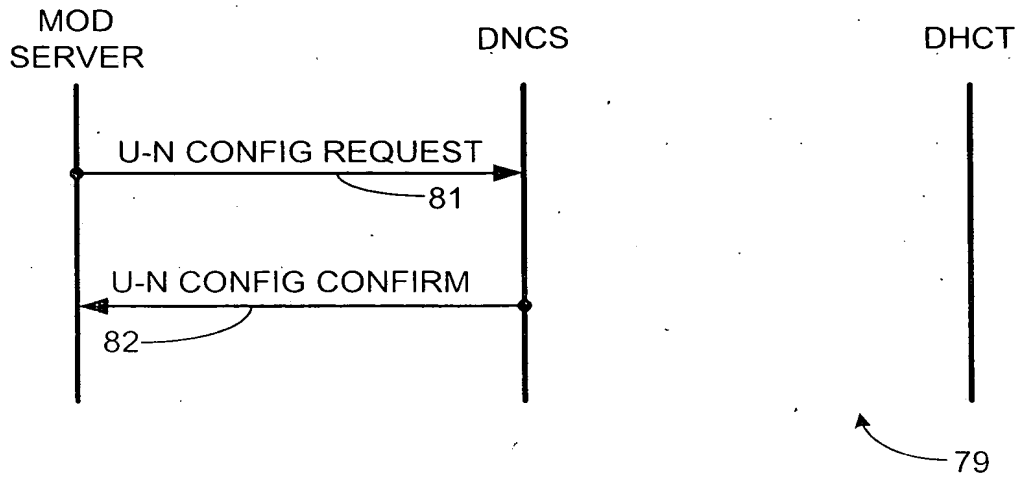 MOD
SERVER
DNCS
DHCT
U-N CONFIG REQUEST
81
U-N CONFIG CONFIRM
82
79